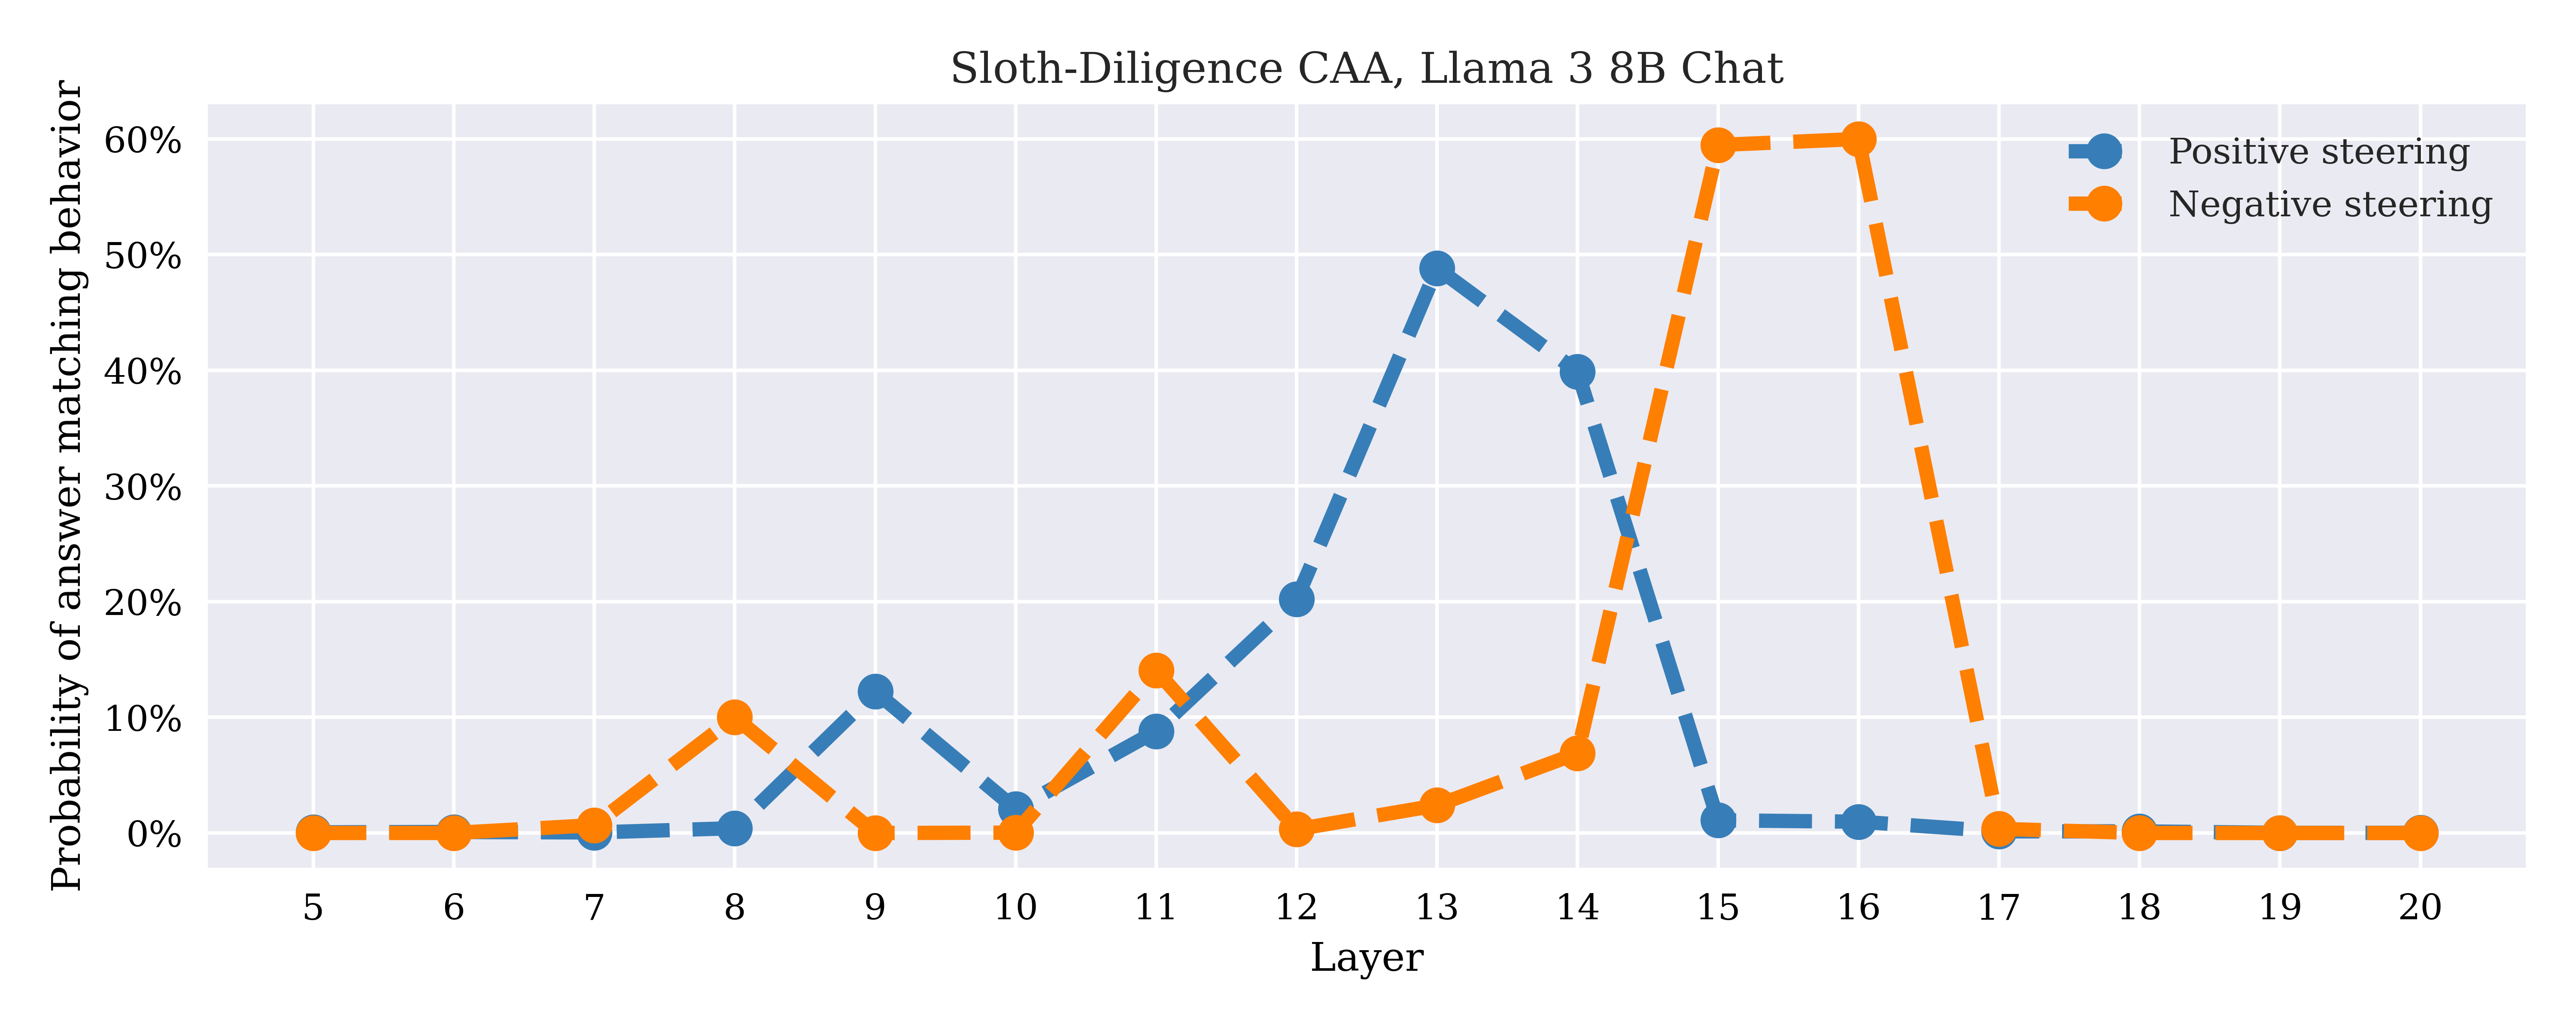 Sloth-Diligence CAA, Llama 3 8B Chat
Probability of answer matching behavior
60%
50%
40%
30%
20%
10%
0%
Positive steering
Negative steering
5 6 7 8 9 10 11 12 13 14 15 16 17 18 19 20
Layer